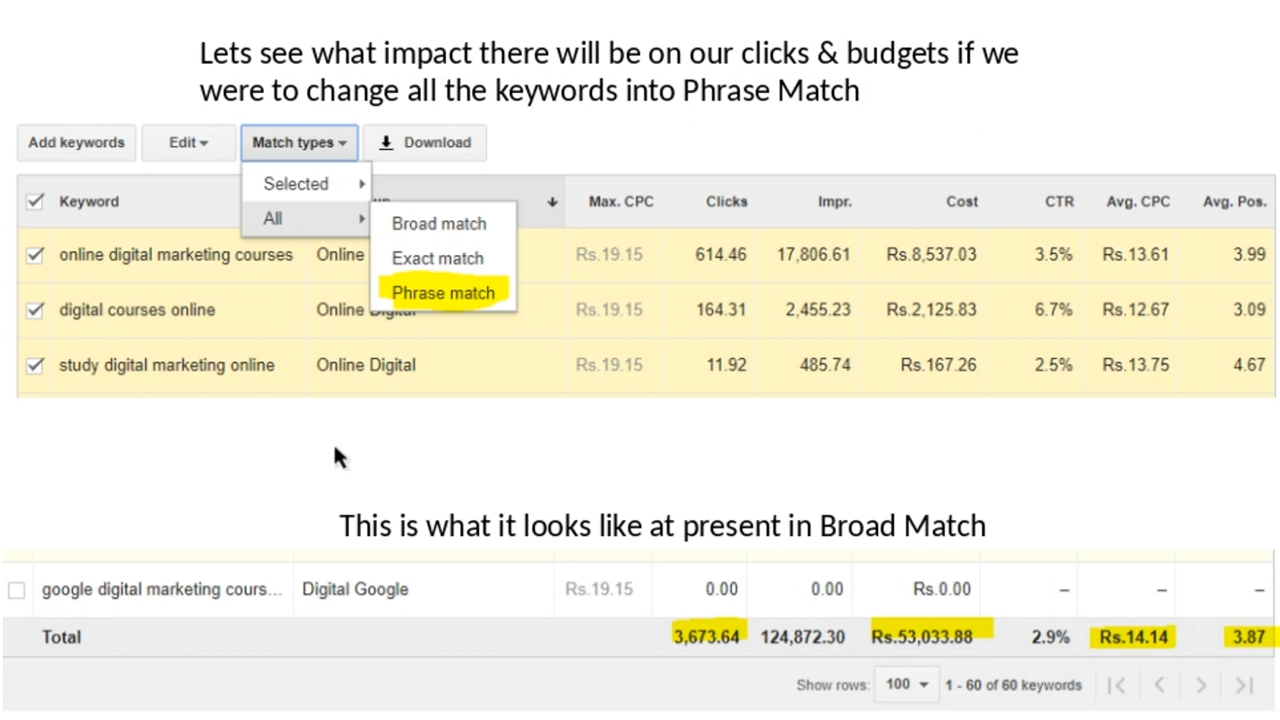 Lets see what impact there will be on our clicks & budgets if we
were to change all the keywords into Phrase Match
Add keywords Edit Match types Download
Selected
All
Broad match
Exact match
Phrase match
Keyword Max. CPC Clicks Impr. Cost CTR Avg. CPC Avg. Pos.
online digital marketing courses Online Rs.19.15 614.46 17,806.61 Rs.8,537.03 3.5% Rs.13.61 3.99
digital courses online Online Digital Rs.19.15 164.31 2,455.23 Rs.2,125.83 6.7% Rs.12.67 3.09
study digital marketing online Online Digital Rs.19.15 11.92 485.74 Rs.167.26 2.5% Rs.13.75 4.67
This is what it looks like at present in Broad Match
google digital marketing cours... Digital Google Rs.19.15 0.00 0.00 Rs.0.00 – – –
Total 3,673.64 124,872.30 Rs.53,033.88 2.9% Rs.14.14 3.87
Show rows: 100 1 - 60 of 60 keywords